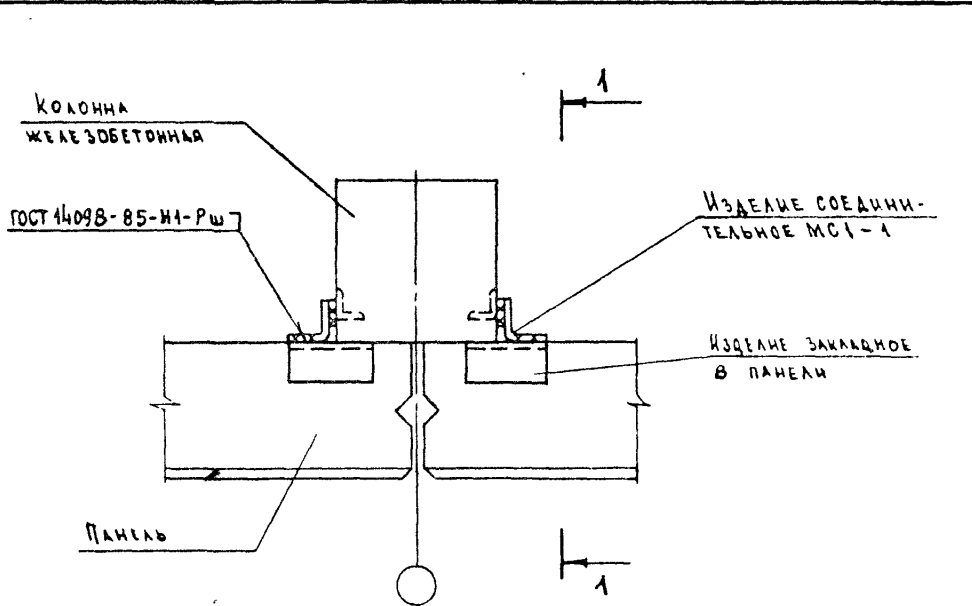 1
КОЛОННА
ЖЕЛЕЗОБЕТОННАЯ
ГОСТ 14098-85-Н1-Рш
ИЗДЕЛИЕ СОЕДИНИ-
ТЕЛЬНОЕ МС1-1
ИЗДЕЛИЕ ЗАКЛАДНОЕ
В ПАНЕЛИ
ПАНЕЛЬ
1